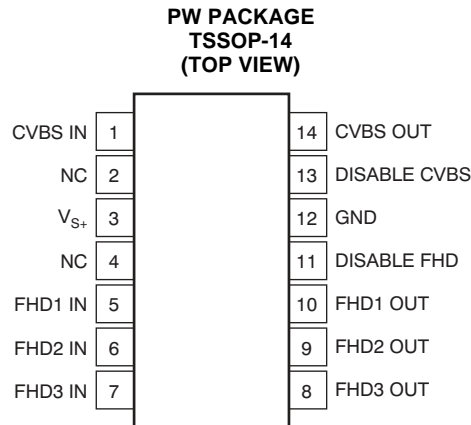 PW PACKAGE
TSSOP-14
(TOP VIEW)
CVBS IN 1 14 CVBS OUT
NC 2 13 DISABLE CVBS
VS+ 3 12 GND
NC 4 11 DISABLE FHD
FHD1 IN 5 10 FHD1 OUT
FHD2 IN 6 9 FHD2 OUT
FHD3 IN 7 8 FHD3 OUT